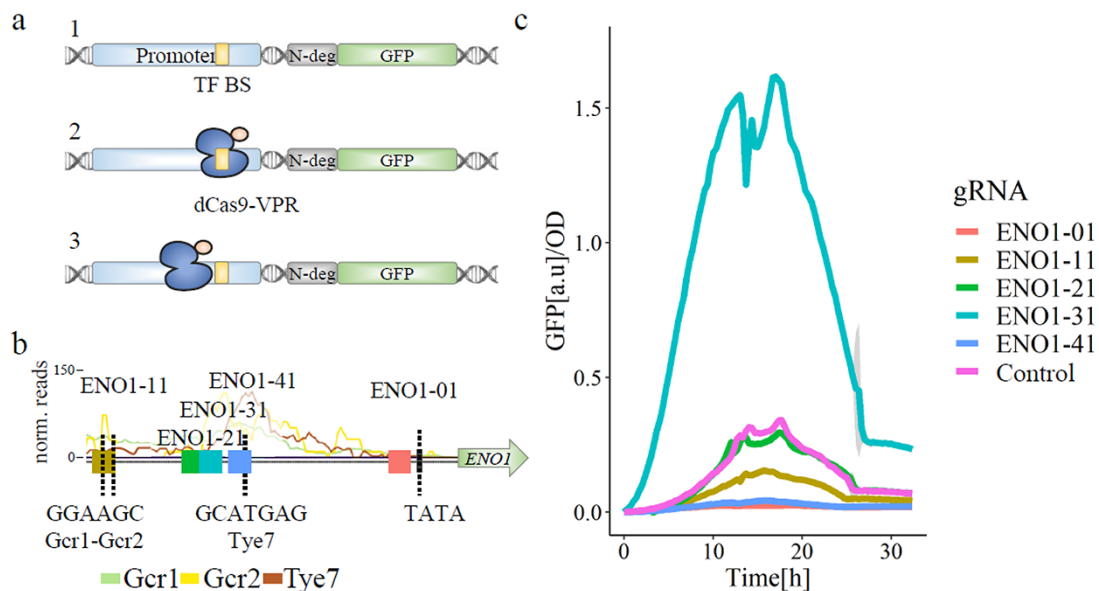 a
1
Promoter
N-deg
GFP
TF BS
2
N-deg
GFP
dCas9-VPR
3
N-deg
GFP
b
norm. reads
150
0
ENO1-11
ENO1-41
ENO1-31
ENO1-21
ENO1-01
ENO1
GGAAGC
Gcr1-Gcr2
GCATGAG
Tye7
TATA
Gcr1
Gcr2
Tye7
c
GFP[a.u]/OD
1.5
1.0
0.5
0.0
0
10
20
30
Time[h]
gRNA
ENO1-01
ENO1-11
ENO1-21
ENO1-31
ENO1-41
Control